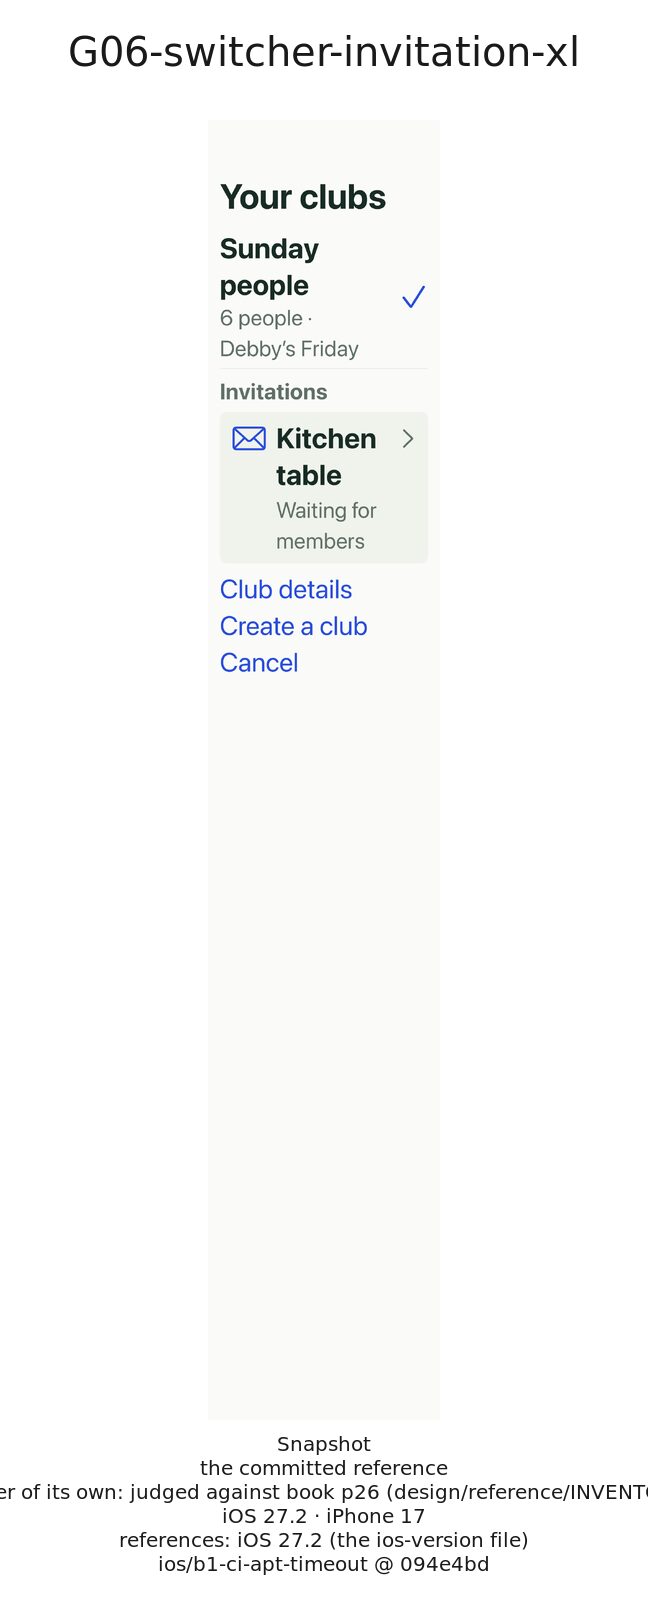 G06-switcher-invitation-xl
Your clubs
Sunday
people
6 people ·
Debby’s Friday
Invitations
Kitchen
table
Waiting for
members
Club details
Create a club
Cancel
Snapshot
the committed reference
of its own: judged against book p26 (design/reference/
iOS 27.2 · iPhone 17
references: iOS 27.2 (the ios-version file)
ios/b1-ci-apt-timeout @ 094e4bd